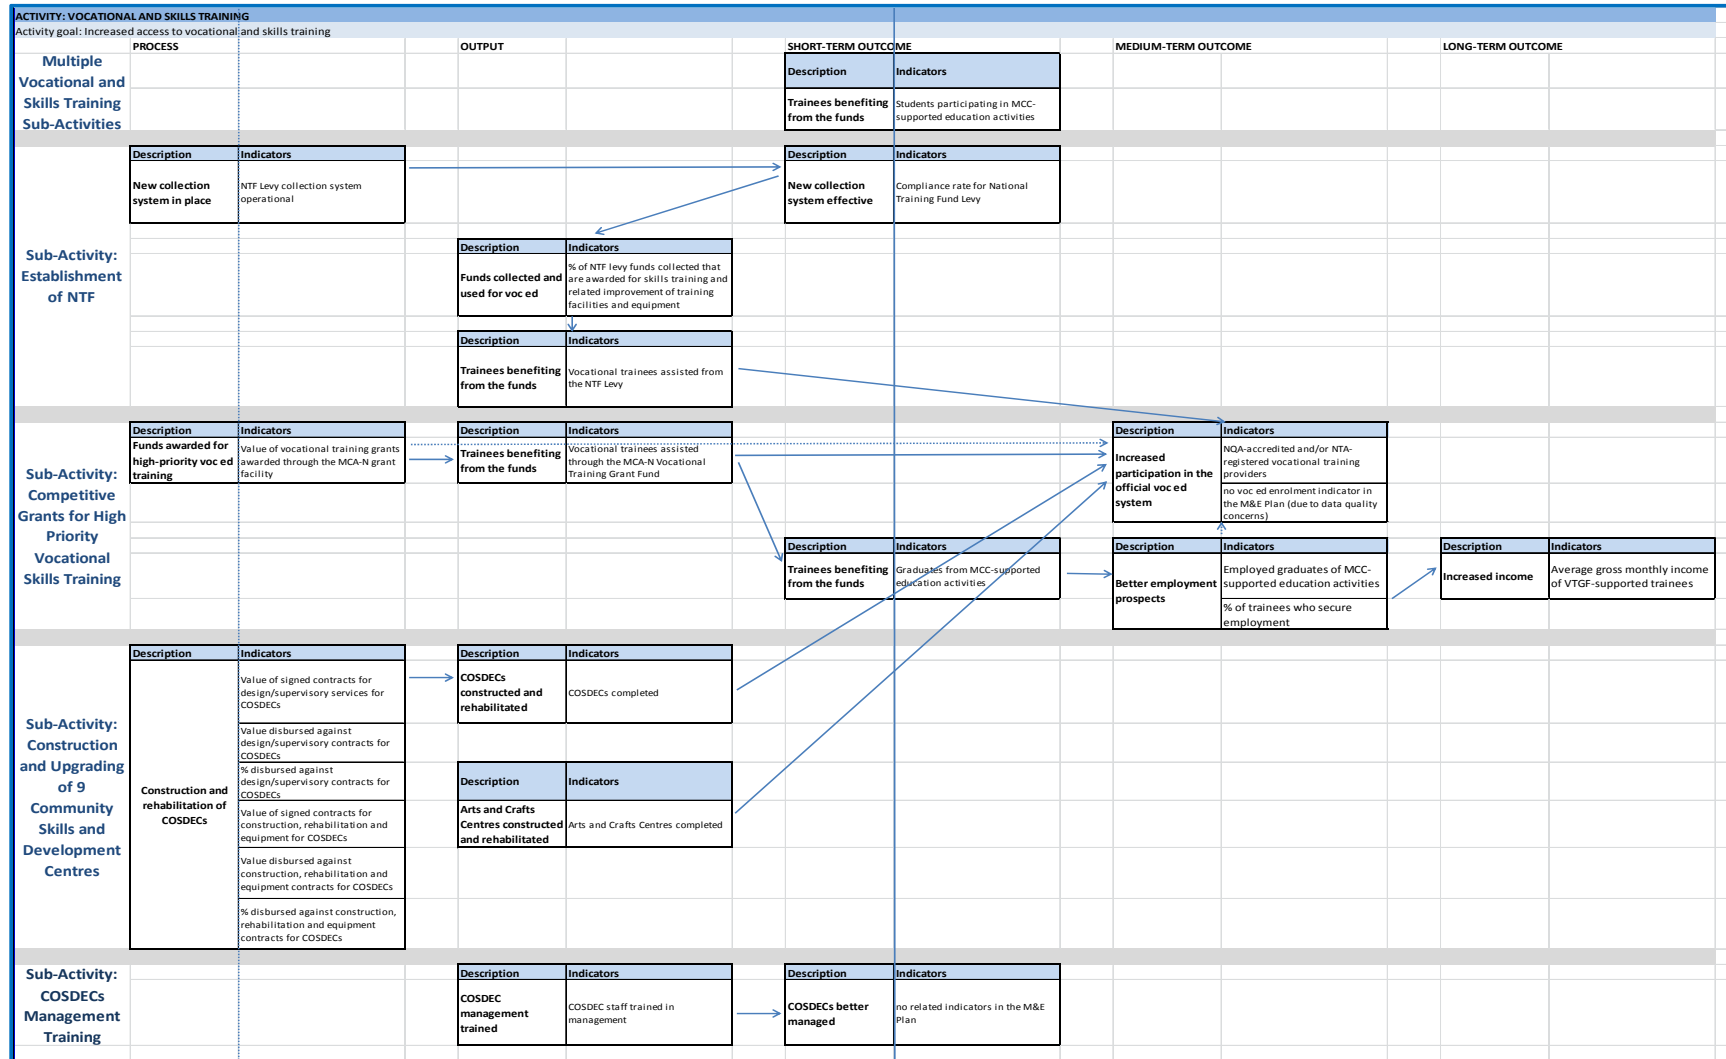 ACTIVITY: VOCATIONAL AND SKILLS TRAINING
Activity goal: Increased access to vocational and skills training
PROCESS
OUTPUT
SHORT-TERM OUTCOME
MEDIUM-TERM OUTCOME
LONG-TERM OUTCOME
Multiple
Vocational and
Skills Training
Sub-Activities
Description
Indicators
Trainees benefiting
from the funds
Students participating in MCC-
supported education activities
Sub-Activity:
Establishment
of NTF
Description
Indicators
New collection
system in place
NTF Levy collection system
operational
Description
Indicators
New collection
system effective
Compliance rate for National
Training Fund Levy
Description
Indicators
Funds collected and
used for voc ed
% of NTF levy funds collected that
are awarded for skills training and
related improvement of training
facilities and equipment
Description
Indicators
Trainees benefiting
from the funds
Vocational trainees assisted from
the NTF Levy
Sub-Activity:
Competitive
Grants for High
Priority
Vocational
Skills Training
Description
Indicators
Funds awarded for
high-priority voc ed
training
Value of vocational training grants
awarded through the MCA-N grant
facility
Description
Indicators
Trainees benefiting
from the funds
Vocational trainees assisted
through the MCA-N Vocational
Training Grant Fund
Description
Indicators
Increased
participation in the
official voc ed
system
NQA-accredited and/or NTA-
registered vocational training
providers
no voc ed enrolment indicator in
the M&E Plan (due to data quality
concerns)
Description
Indicators
Trainees benefiting
from the funds
Graduates from MCC-supported
education activities
Description
Indicators
Better employment
prospects
Employed graduates of MCC-
supported education activities
% of trainees who secure
employment
Description
Indicators
Increased income
Average gross monthly income
of VTGF-supported trainees
Sub-Activity:
Construction
and Upgrading
of 9
Community
Skills and
Development
Centres
Description
Indicators
Construction and
rehabilitation of
COSDECs
Value of signed contracts for
design/supervisory services for
COSDECs
Value disbursed against
design/supervisory contracts for
COSDECs
% disbursed against
design/supervisory contracts for
COSDECs
Value of signed contracts for
construction, rehabilitation and
equipment for COSDECs
Value disbursed against
construction, rehabilitation and
equipment contracts for COSDECs
% disbursed against construction,
rehabilitation and equipment
contracts for COSDECs
Description
Indicators
COSDECs
constructed and
rehabilitated
COSDECs completed
Description
Indicators
Arts and Crafts
Centres constructed
and rehabilitated
Arts and Crafts Centres completed
Sub-Activity:
COSDECs
Management
Training
Description
Indicators
COSDEC
management
trained
COSDEC staff trained in
management
Description
Indicators
COSDECs better
managed
no related indicators in the M&E
Plan